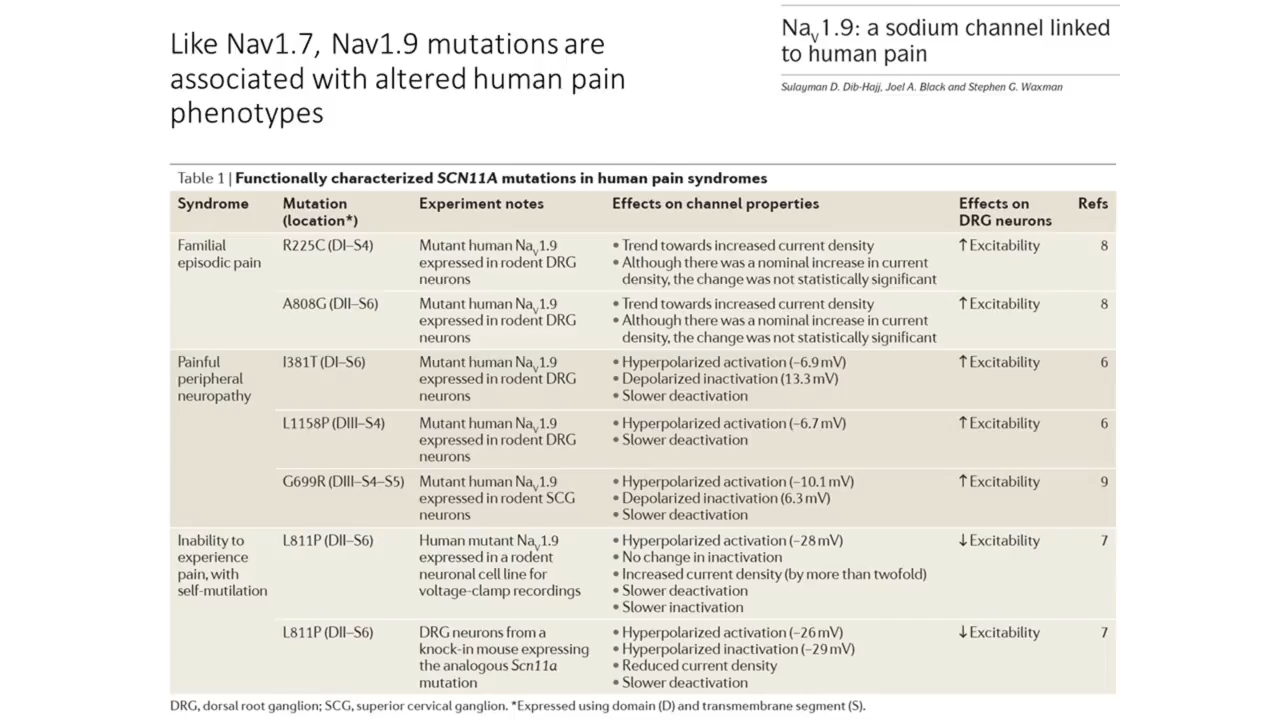 Like Nav1.7, Nav1.9 mutations are
associated with altered human pain
phenotypes
Nav1.9: a sodium channel linked
to human pain
Sulayman D. Dib-Hajj, Joel A. Black and Stephen G. Waxman
Table 1 | Functionally characterized SCN11A mutations in human pain syndromes
Syndrome Mutation (location*) Experiment notes Effects on channel properties Effects on DRG neurons Refs
Familial
episodic pain
R225C (DI–S4)
Mutant human Nav1.9
expressed in rodent DRG
neurons
• Trend towards increased current density
• Although there was a nominal increase in current
density, the change was not statistically significant
↑Excitability
8
A808G (DII–S6)
Mutant human Nav1.9
expressed in rodent DRG
neurons
• Trend towards increased current density
• Although there was a nominal increase in current
density, the change was not statistically significant
↑Excitability
8
Painful
peripheral
neuropathy
I381T (DI–S6)
Mutant human Nav1.9
expressed in rodent DRG
neurons
• Hyperpolarized activation (–6.9 mV)
• Depolarized inactivation (13.3 mV)
• Slower deactivation
↑Excitability
6
L1158P (DIII–S4)
Mutant human Nav1.9
expressed in rodent DRG
neurons
• Hyperpolarized activation (–6.7 mV)
• Slower deactivation
↑Excitability
6
G699R (DIII–S4–S5)
Mutant human Nav1.9
expressed in rodent SCG
neurons
• Hyperpolarized activation (–10.1 mV)
• Depolarized inactivation (6.3 mV)
• Slower deactivation
↑Excitability
9
Inability to
experience
pain, with
self-mutilation
L811P (DII–S6)
Human mutant Nav1.9
expressed in a rodent
neuronal cell line for
voltage-clamp recordings
• Hyperpolarized activation (–28 mV)
• No change in inactivation
• Increased current density (by more than twofold)
• Slower deactivation
• Slower inactivation
↓Excitability
7
L811P (DII–S6)
DRG neurons from a
knock-in mouse expressing
the analogous Scn11a
mutation
• Hyperpolarized activation (–26 mV)
• Hyperpolarized inactivation (–29 mV)
• Reduced current density
• Slower deactivation
↓Excitability
7
DRG, dorsal root ganglion; SCG, superior cervical ganglion. *Expressed using domain (D) and transmembrane segment (S).